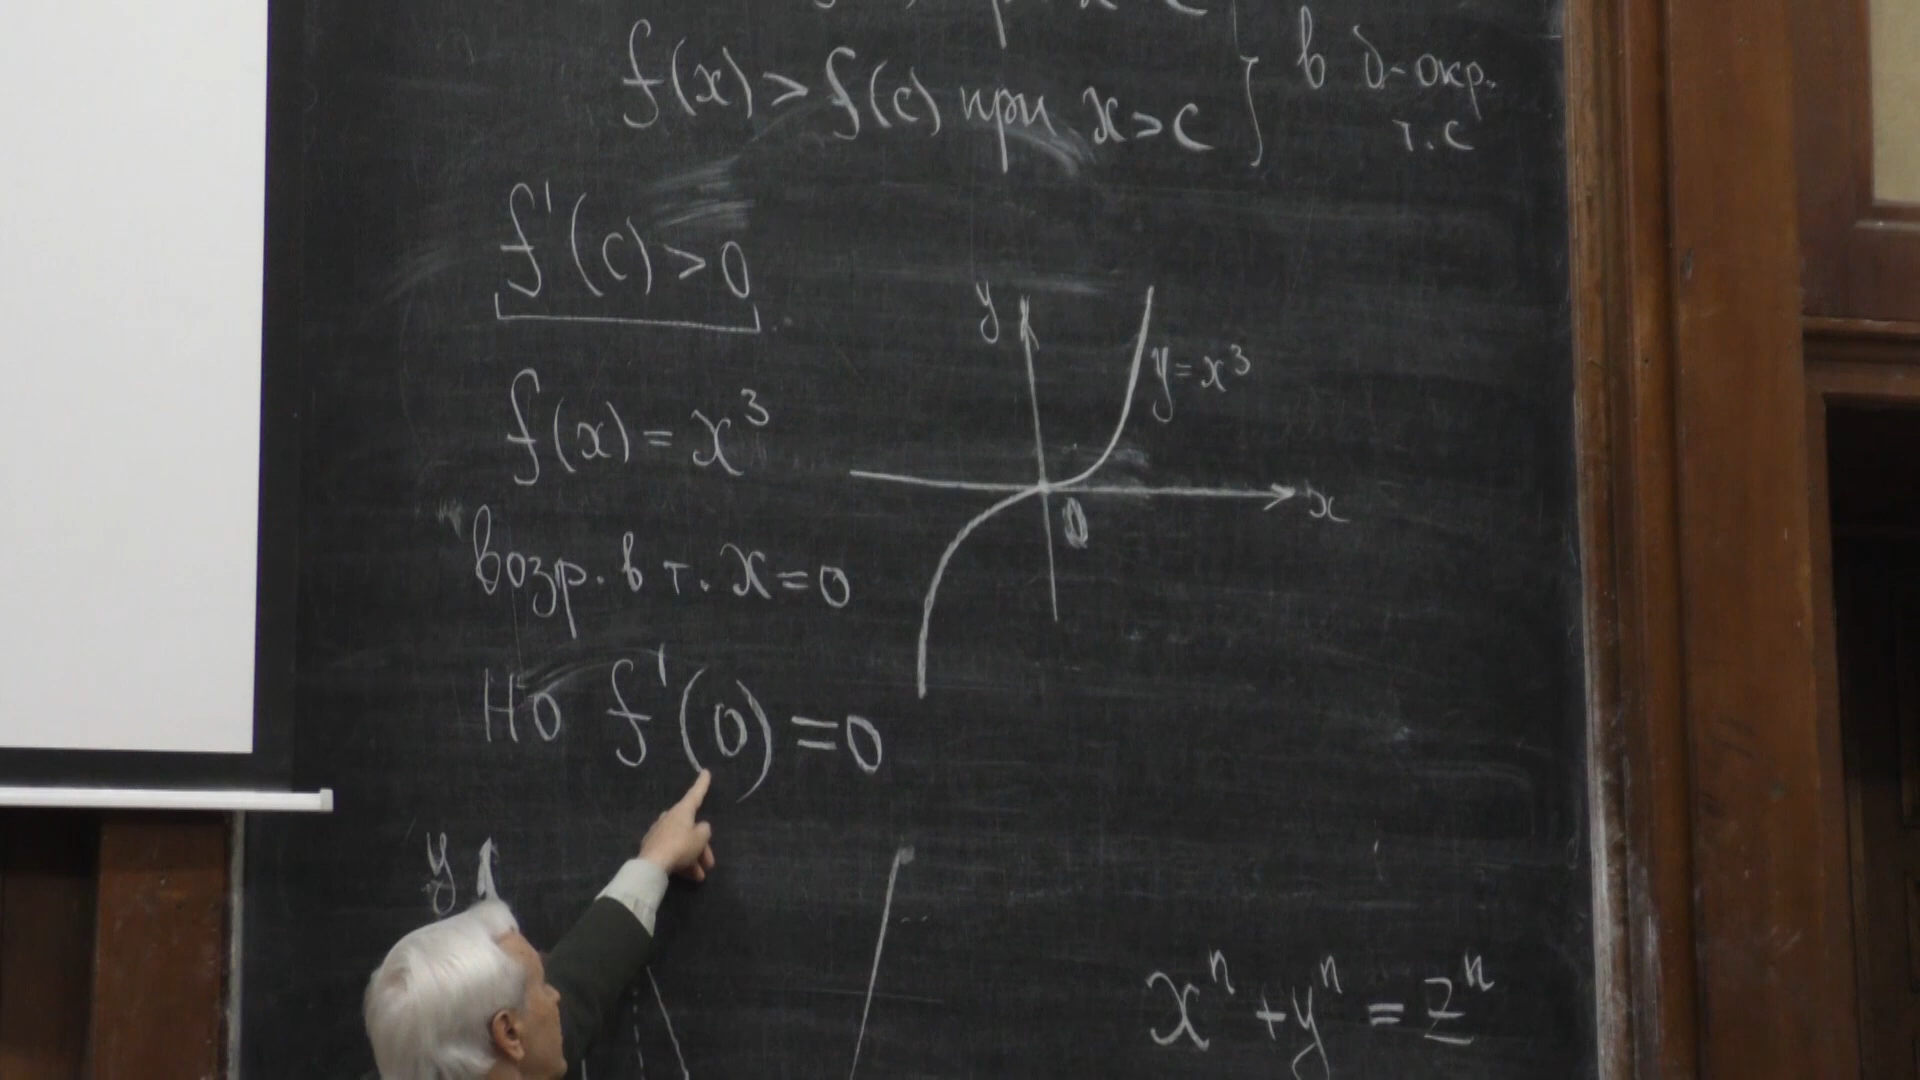 f(x) > f(c) при x > c } в δ-окр. т. c
f'(c) > 0
f(x) = x³
y
y = x³
x
0
возр. в т. x = 0
Но f'(0) = 0
y
xⁿ + yⁿ = zⁿ